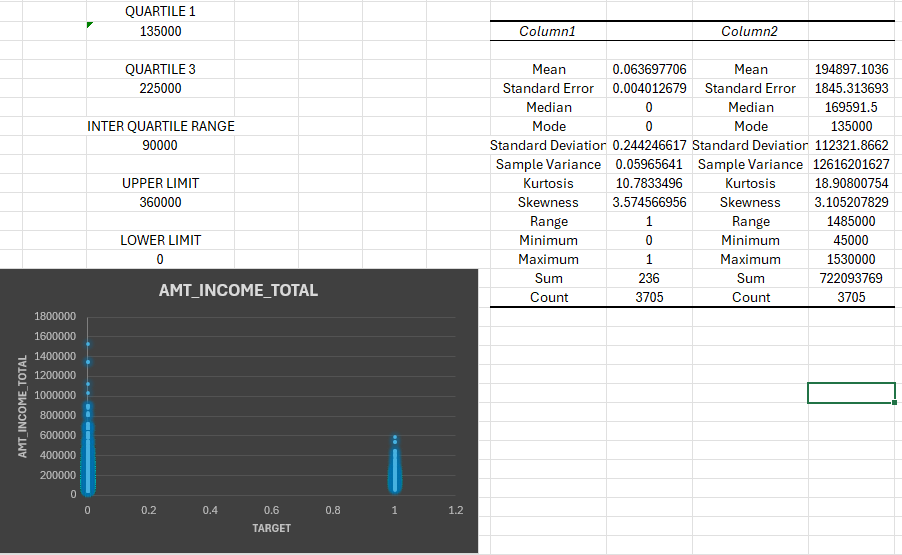 QUARTILE 1
135000
QUARTILE 3
225000
INTER QUARTILE RANGE
90000
UPPER LIMIT
360000
LOWER LIMIT
0
Column1 Column2
Mean 0.063697706 Mean 194897.1036
Standard Error 0.004012679 Standard Error 1845.313693
Median 0 Median 169591.5
Mode 0 Mode 135000
Standard Deviation 0.244246617 Standard Deviation 112321.8662
Sample Variance 0.05965641 Sample Variance 12616201627
Kurtosis 10.7833496 Kurtosis 18.90800754
Skewness 3.574566956 Skewness 3.105207829
Range 1 Range 1485000
Minimum 0 Minimum 45000
Maximum 1 Maximum 1530000
Sum 236 Sum 722093769
Count 3705 Count 3705
AMT_INCOME_TOTAL
AMT_INCOME_TOTAL
1800000
1600000
1400000
1200000
1000000
800000
600000
400000
200000
0
0 0.2 0.4 0.6 0.8 1 1.2
TARGET